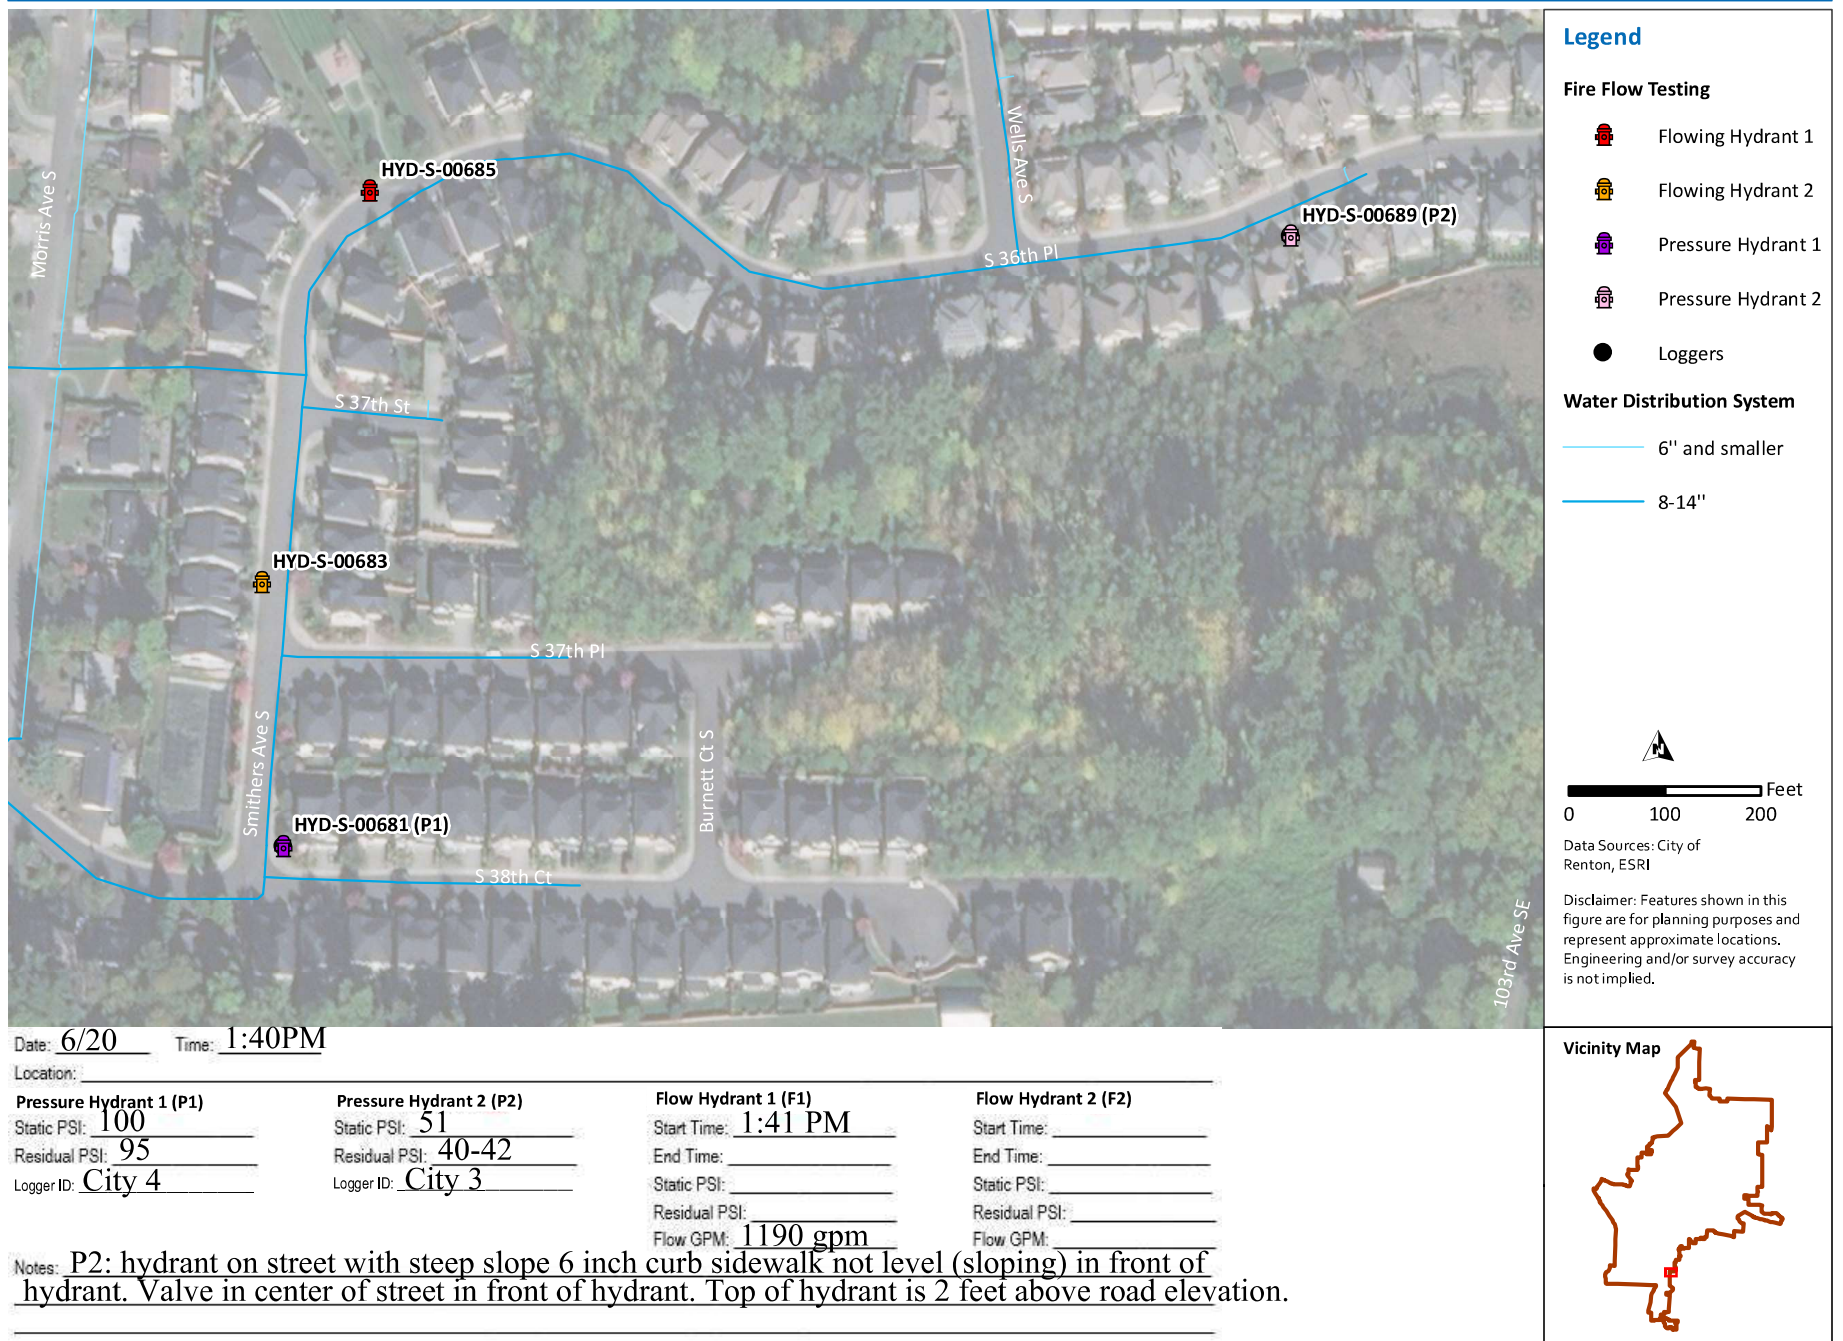 HYD-S-00685
Morris Ave S
Wells Ave S
HYD-S-00689 (P2)
S 36th Pl
S 37th St
HYD-S-00683
S 37th Pl
Smithers Ave S
Burnett Ct S
HYD-S-00681 (P1)
S 38th Ct
103rd Ave SE
Legend
Fire Flow Testing
Flowing Hydrant 1
Flowing Hydrant 2
Pressure Hydrant 1
Pressure Hydrant 2
Loggers
Water Distribution System
6" and smaller
8-14"
N
Feet
0 100 200
Data Sources: City of
Renton, ESRI
Disclaimer: Features shown in this
figure are for planning purposes and
represent approximate locations.
Engineering and/or survey accuracy
is not implied.
Vicinity Map
Date: 6/20 Time: 1:40PM
Location:
Pressure Hydrant 1 (P1)
Static PSI: 100
Residual PSI: 95
Logger ID: City 4
Pressure Hydrant 2 (P2)
Static PSI: 51
Residual PSI: 40-42
Logger ID: City 3
Flow Hydrant 1 (F1)
Start Time: 1:41 PM
End Time:
Static PSI:
Residual PSI:
Flow GPM: 1190 gpm
Flow Hydrant 2 (F2)
Start Time:
End Time:
Static PSI:
Residual PSI:
Flow GPM:
Notes: P2: hydrant on street with steep slope 6 inch curb sidewalk not level (sloping) in front of
hydrant. Valve in center of street in front of hydrant. Top of hydrant is 2 feet above road elevation.